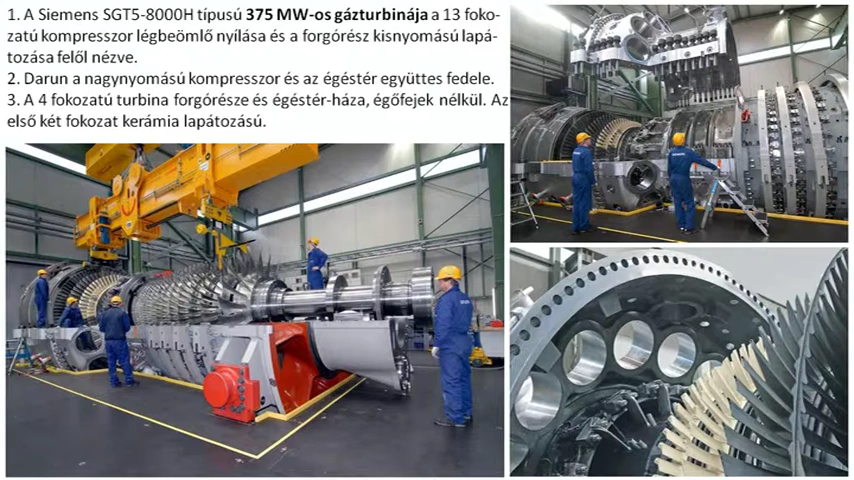 1. A Siemens SGT5-8000H típusú 375 MW-os gázturbinája a 13 foko-
zatú kompresszor légbeömlő nyílása és a forgórész kisnyomású lapá-
tozása felől nézve.
2. Darun a nagynyomású kompresszor és az égéstér együttes fedele.
3. A 4 fokozatú turbina forgórésze és égéstér-háza, égőfejek nélkül. Az
első két fokozat kerámia lapátozású.